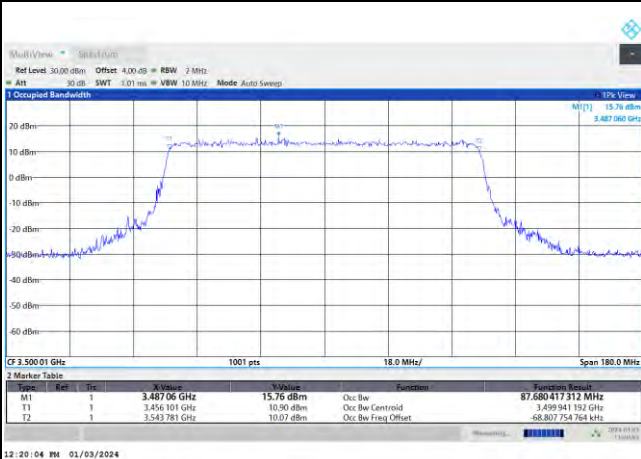 MultiView Spectrum
Ref Level 30.00 dBm Offset 4.00 dB RBW 2 MHz
Att 30 dB SWT 1.01 ms VBW 10 MHz Mode Auto Sweep
1 Occupied Bandwidth 1Pk View
M1[1] 15.76 dBm
3.487 060 GHz
20 dBm
10 dBm
0 dBm
-10 dBm
-20 dBm
-30 dBm
-40 dBm
-50 dBm
-60 dBm
CF 3.500 01 GHz 1001 pts 18.0 MHz/ Span 180.0 MHz
2 Marker Table
Type Ref Trc X-Value Y-Value Function Function Result
M1 1 3.487 06 GHz 15.76 dBm Occ Bw 87.680 417 312 MHz
T1 1 3.456 101 GHz 10.90 dBm Occ Bw Centroid 3.499 941 192 GHz
T2 1 3.543 781 GHz 10.07 dBm Occ Bw Freq Offset -68.807 754 764 kHz
12:20:04 PM 01/03/2024